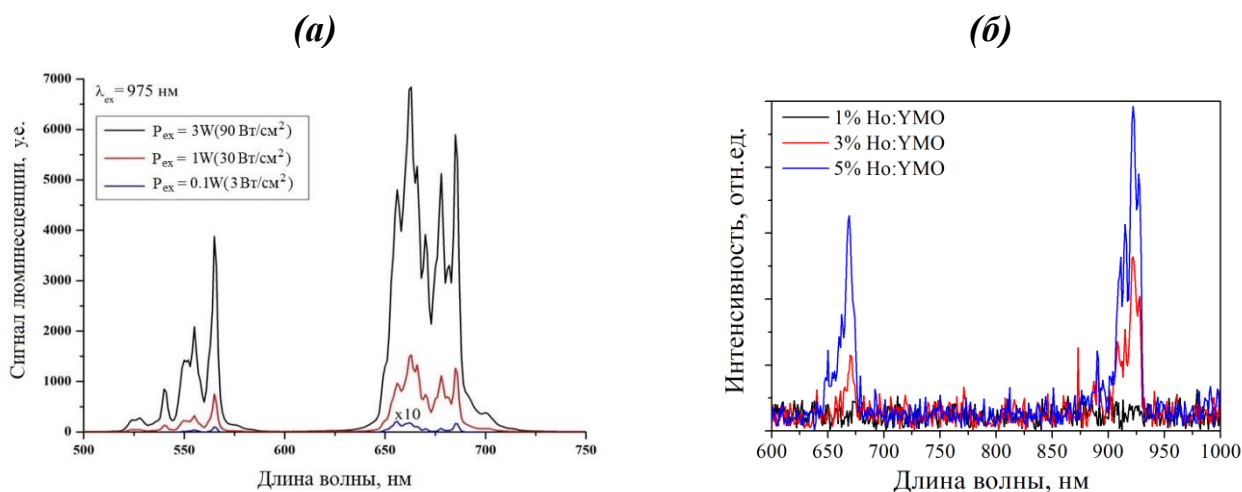 (а)
(б)
Сигнал люминесценции, у.е.
7000
6000
5000
4000
3000
2000
1000
0
λex = 975 нм
Pex = 3W(90 Вт/см²)
Pex = 1W(30 Вт/см²)
Pex = 0.1W(3 Вт/см²)
x10
500 550 600 650 700 750
Длина волны, нм
Интенсивность, отн.ед.
1% Ho:YMO
3% Ho:YMO
5% Ho:YMO
600 650 700 750 800 850 900 950 1000
Длина волны, нм